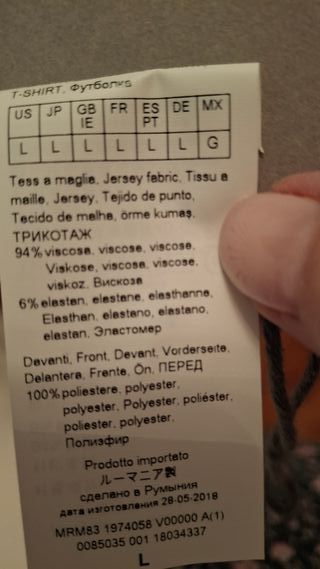 T-SHIRT, Футболка
US JP GB IE FR ES PT DE MX
L L L L L L G
Tess a maglia, Jersey fabric, Tissu a
maille, Jersey, Tejido de punto,
Tecido de malha, örme kumaş,
ТРИКОТАЖ
94% viscosa, viscose, viscose,
Viskose, viscosa, viscose,
viskoz, Вискоза
6% elastan, elastane, elasthanne,
Elasthan, elastano, elastano,
elastan, Эластомер
Davanti, Front, Devant, Vorderseite,
Delantera, Frente, Ön, ПЕРЕД
100% poliestere, polyester,
polyester, Polyester, poliéster,
poliester, polyester,
Полиэфир
Prodotto importato
ルーマニア製
сделано в Румыния
дата изготовления 28-05-2018
MRM83 1974058 V00000 A(1)
0085035 001 18034337
L